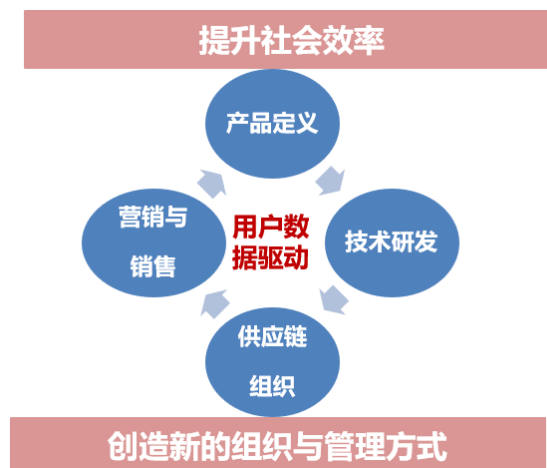 提升社会效率
产品定义
营销与
销售
用户数
据驱动
技术研发
供应链
组织
创造新的组织与管理方式